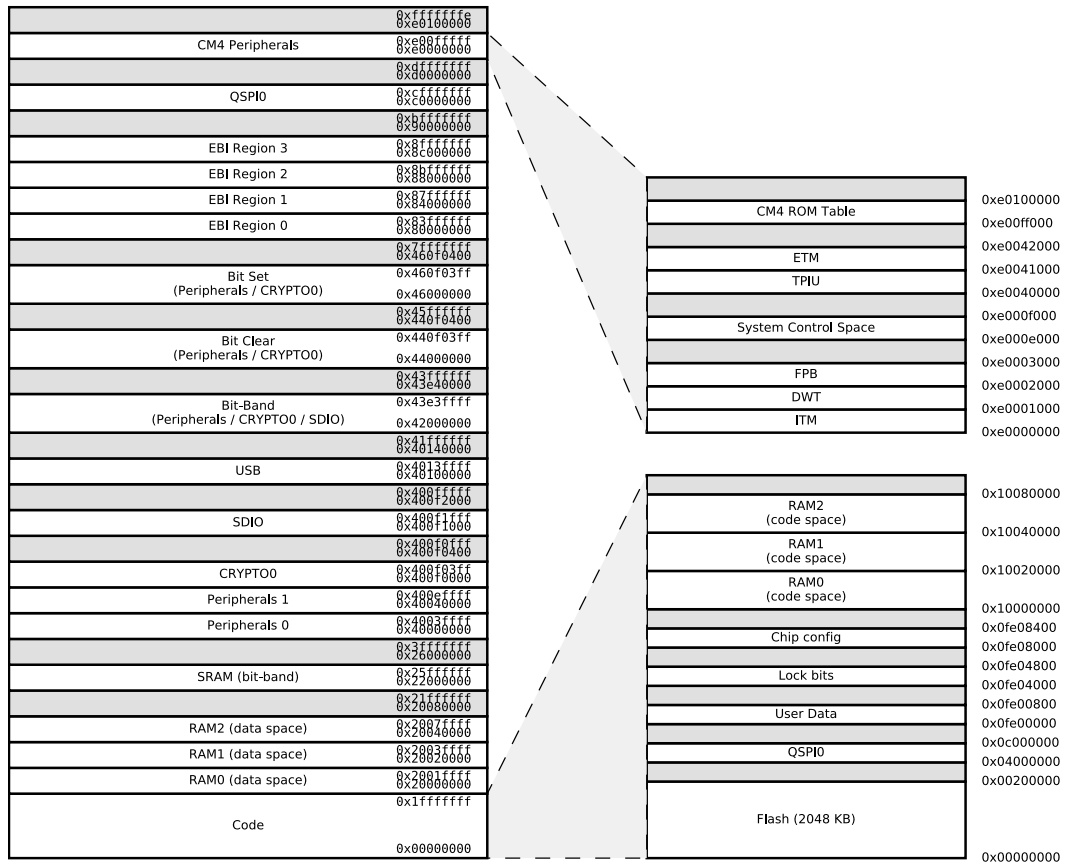 0xfffffffe
0xe0100000
CM4 Peripherals
0xe00fffff
0xe0000000
0xdfffffff
0xd0000000
QSPI0
0xcfffffff
0xc0000000
0xbfffffff
0x90000000
EBI Region 3
0x8fffffff
0x8c000000
EBI Region 2
0x8bffffff
0x88000000
EBI Region 1
0x87ffffff
0x84000000
EBI Region 0
0x83ffffff
0x80000000
0x7fffffff
0x460f0400
Bit Set
(Peripherals / CRYPTO0)
0x460f03ff
0x46000000
0x45ffffff
0x440f0400
Bit Clear
(Peripherals / CRYPTO0)
0x440f03ff
0x44000000
0x43ffffff
0x43e40000
Bit-Band
(Peripherals / CRYPTO0 / SDIO)
0x43e3ffff
0x42000000
0x41ffffff
0x40140000
USB
0x4013ffff
0x40100000
0x400fffff
0x400f2000
SDIO
0x400f1fff
0x400f1000
0x400f0fff
0x400f0400
CRYPTO0
0x400f03ff
0x400f0000
Peripherals 1
0x400effff
0x40040000
Peripherals 0
0x4003ffff
0x40000000
0x3fffffff
0x26000000
SRAM (bit-band)
0x25ffffff
0x22000000
0x21ffffff
0x20080000
RAM2 (data space)
0x2007ffff
0x20040000
RAM1 (data space)
0x2003ffff
0x20020000
RAM0 (data space)
0x2001ffff
0x20000000
Code
0x1fffffff
0x00000000
0xe0100000
CM4 ROM Table
0xe00ff000
0xe0042000
ETM
0xe0041000
TPIU
0xe0040000
0xe000f000
System Control Space
0xe000e000
0xe0003000
FPB
0xe0002000
DWT
0xe0001000
ITM
0xe0000000
0x10080000
RAM2
(code space)
0x10040000
RAM1
(code space)
0x10020000
RAM0
(code space)
0x10000000
0x0fe08400
Chip config
0x0fe08000
0x0fe04800
Lock bits
0x0fe04000
0x0fe00800
User Data
0x0fe00000
0x0c000000
QSPI0
0x04000000
0x00200000
Flash (2048 KB)
0x00000000